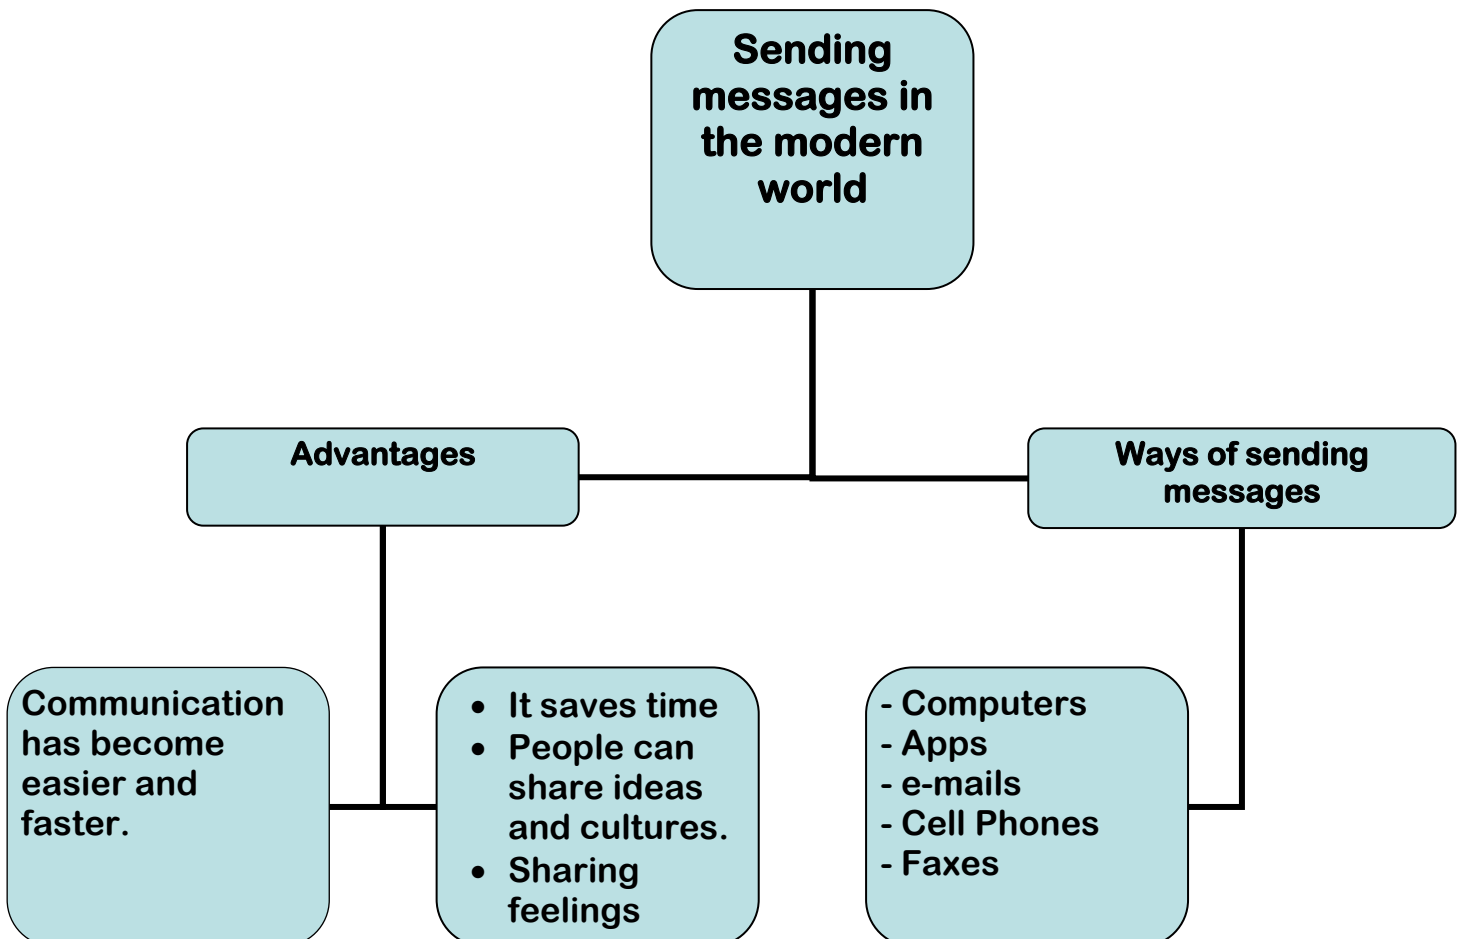 Sending
messages in
the modern
world
Advantages
Ways of sending
messages
Communication
has become
easier and
faster.
• It saves time
• People can
share ideas
and cultures.
• Sharing
feelings
- Computers
- Apps
- e-mails
- Cell Phones
- Faxes